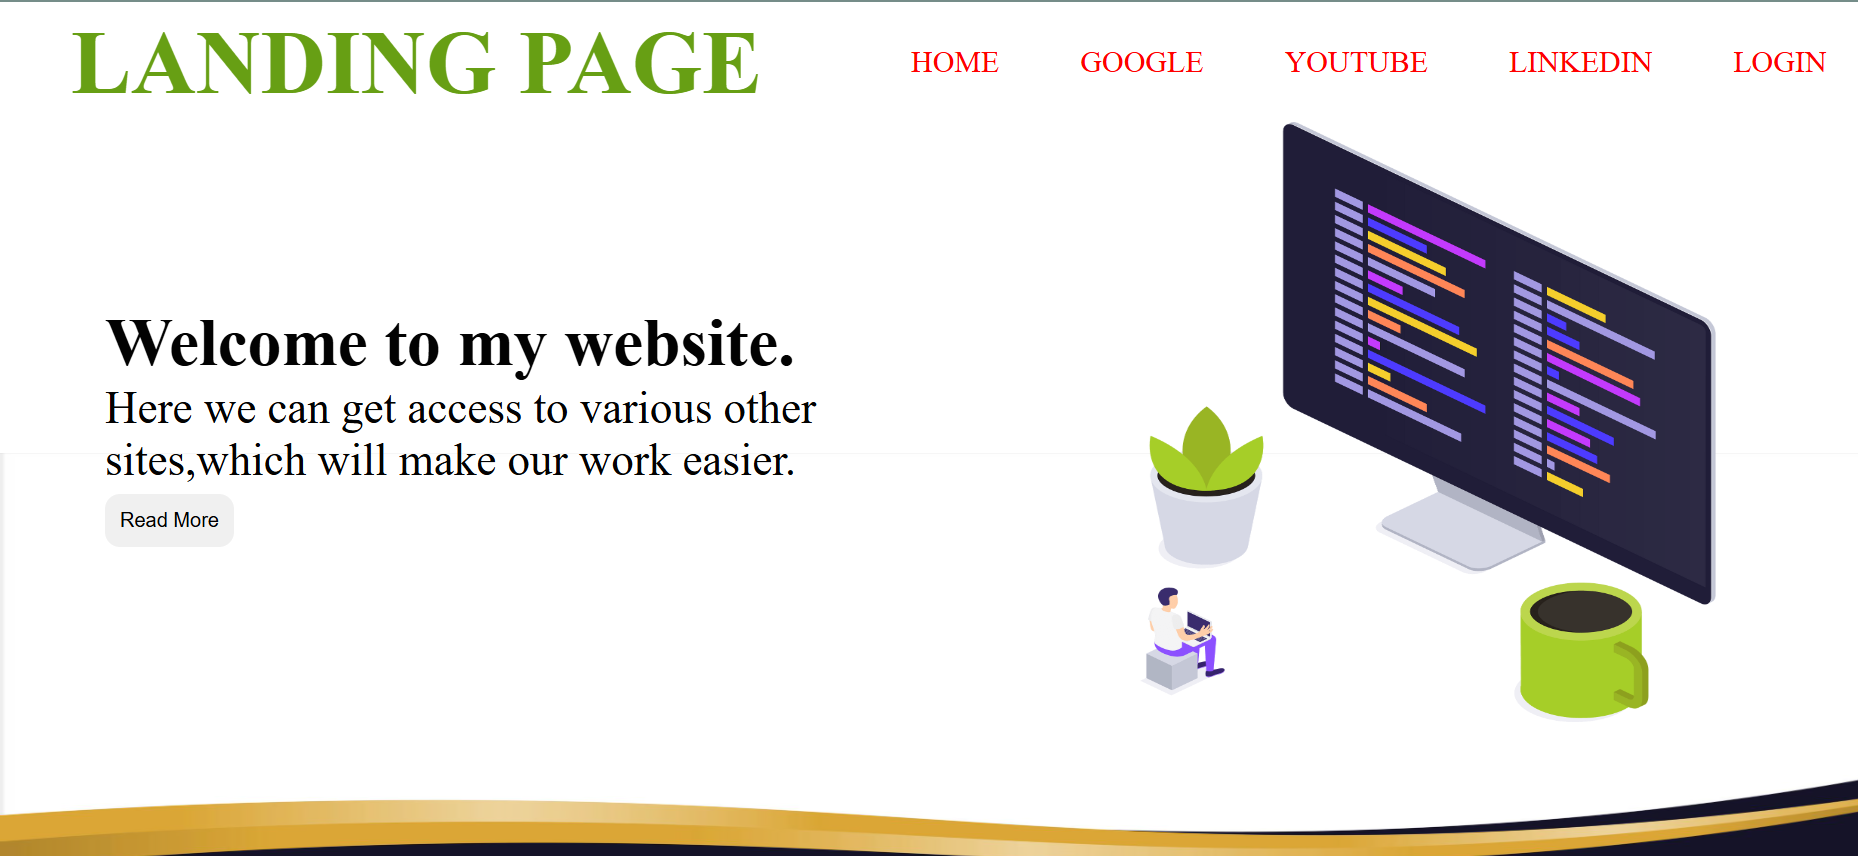 LANDING PAGE
HOME GOOGLE YOUTUBE LINKEDIN LOGIN
Welcome to my website.
Here we can get access to various other
sites,which will make our work easier.
Read More